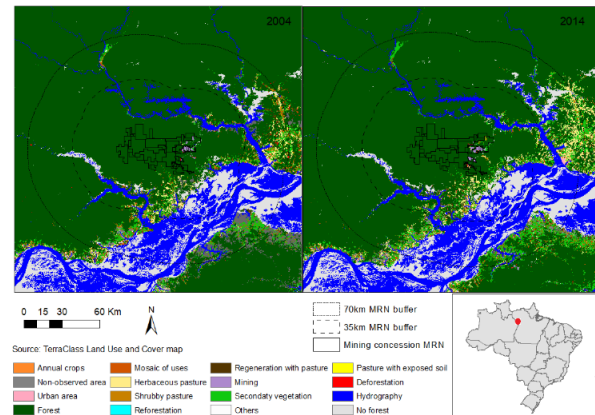 2004
2014
0 15 30 60 Km
N
70km MRN buffer
35km MRN buffer
Mining concession MRN
Source: TerraClass Land Use and Cover map
Annual crops
Mosaic of uses
Regeneration with pasture
Pasture with exposed soil
Non-observed area
Herbaceous pasture
Mining
Deforestation
Urban area
Shrubby pasture
Secondaty vegetation
Hydrography
Forest
Reforestation
Others
No forest